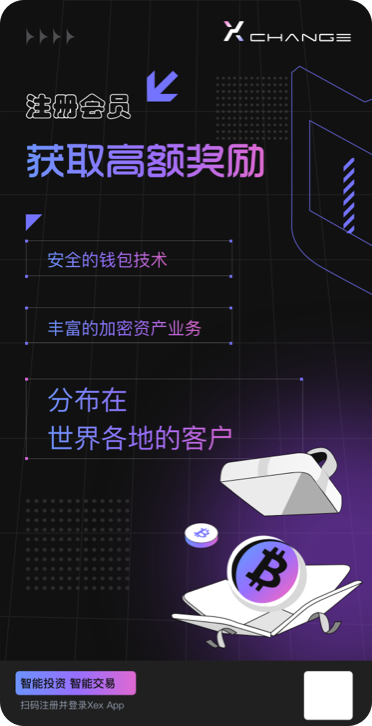 X CHANGE
注册会员
获取高额奖励
安全的钱包技术
丰富的加密资产业务
分布在
世界各地的客户
智能投资 智能交易
扫码注册并登录Xex App